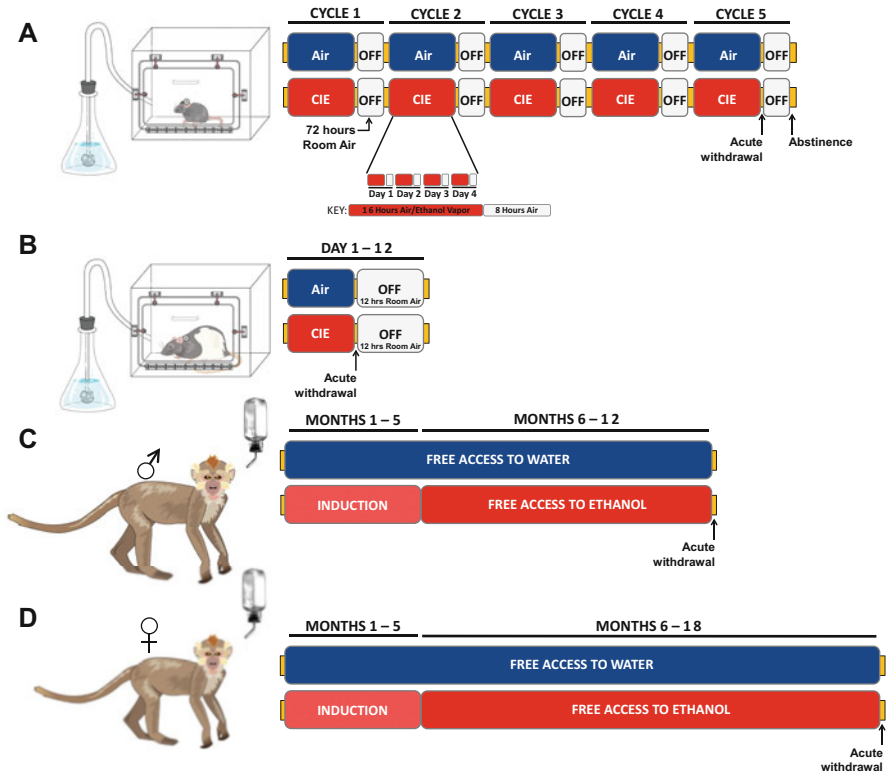 A
CYCLE 1 CYCLE 2 CYCLE 3 CYCLE 4 CYCLE 5
Air OFF Air OFF Air OFF Air OFF Air OFF
CIE OFF CIE OFF CIE OFF CIE OFF CIE OFF
72 hours
Room Air
Acute
withdrawal
Abstinence
Day 1 Day 2 Day 3 Day 4
KEY: 16 Hours Air/Ethanol Vapor 8 Hours Air
B
DAY 1 – 12
Air OFF
12 hrs Room Air
CIE OFF
12 hrs Room Air
Acute
withdrawal
C
♂
MONTHS 1 – 5 MONTHS 6 – 12
FREE ACCESS TO WATER
INDUCTION FREE ACCESS TO ETHANOL
Acute
withdrawal
D
♀
MONTHS 1 – 5 MONTHS 6 – 18
FREE ACCESS TO WATER
INDUCTION FREE ACCESS TO ETHANOL
Acute
withdrawal